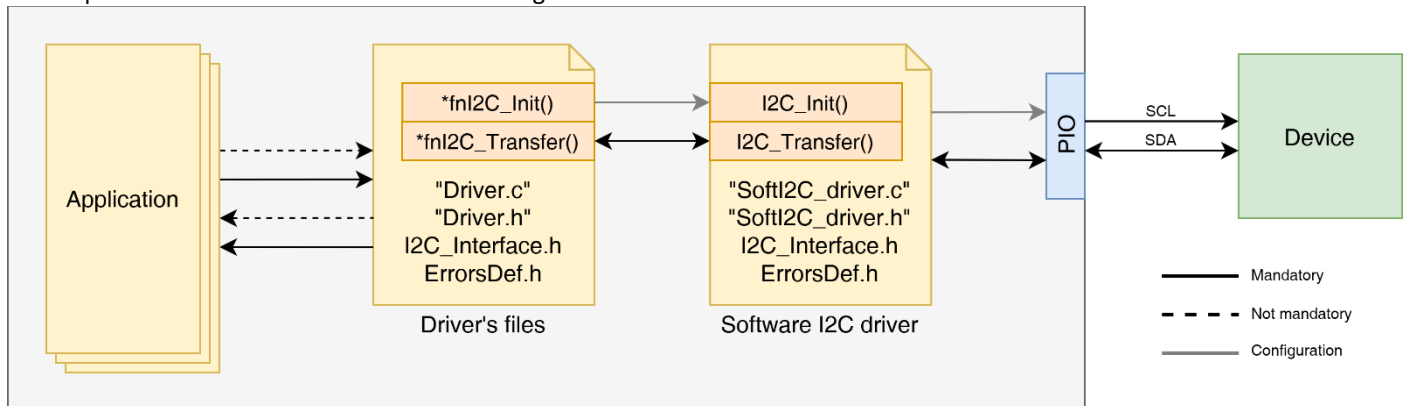 Application
*fnI2C_Init()
*fnI2C_Transfer()
"Driver.c"
"Driver.h"
I2C_Interface.h
ErrorsDef.h
Driver's files
I2C_Init()
I2C_Transfer()
"SoftI2C_driver.c"
"SoftI2C_driver.h"
I2C_Interface.h
ErrorsDef.h
Software I2C driver
PIO
SCL
SDA
Device
Mandatory
Not mandatory
Configuration